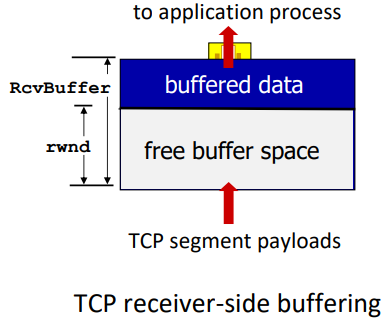 to application process
RcvBuffer
buffered data
rwnd
free buffer space
TCP segment payloads
TCP receiver-side buffering